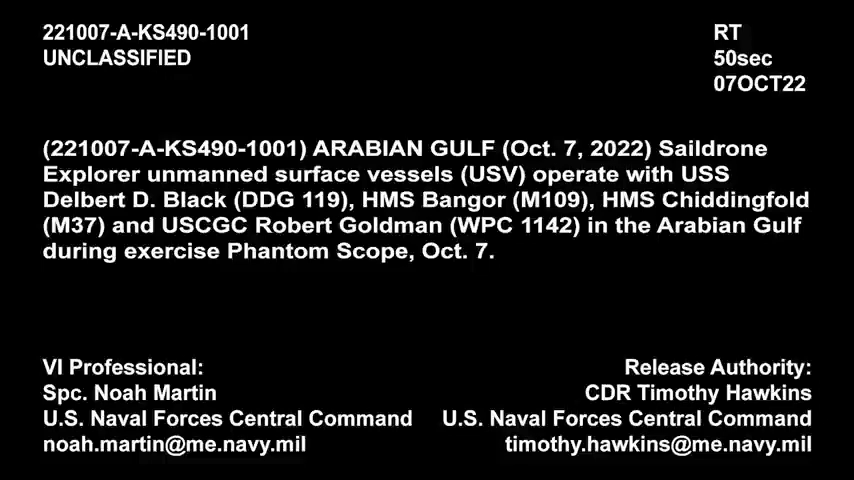 221007-A-KS490-1001
UNCLASSIFIED
RT
50sec
07OCT22
(221007-A-KS490-1001) ARABIAN GULF (Oct. 7, 2022) Saildrone
Explorer unmanned surface vessels (USV) operate with USS
Delbert D. Black (DDG 119), HMS Bangor (M109), HMS Chiddingfold
(M37) and USCGC Robert Goldman (WPC 1142) in the Arabian Gulf
during exercise Phantom Scope, Oct. 7.
VI Professional:
Spc. Noah Martin
U.S. Naval Forces Central Command
noah.martin@me.navy.mil
Release Authority:
CDR Timothy Hawkins
U.S. Naval Forces Central Command
timothy.hawkins@me.navy.mil